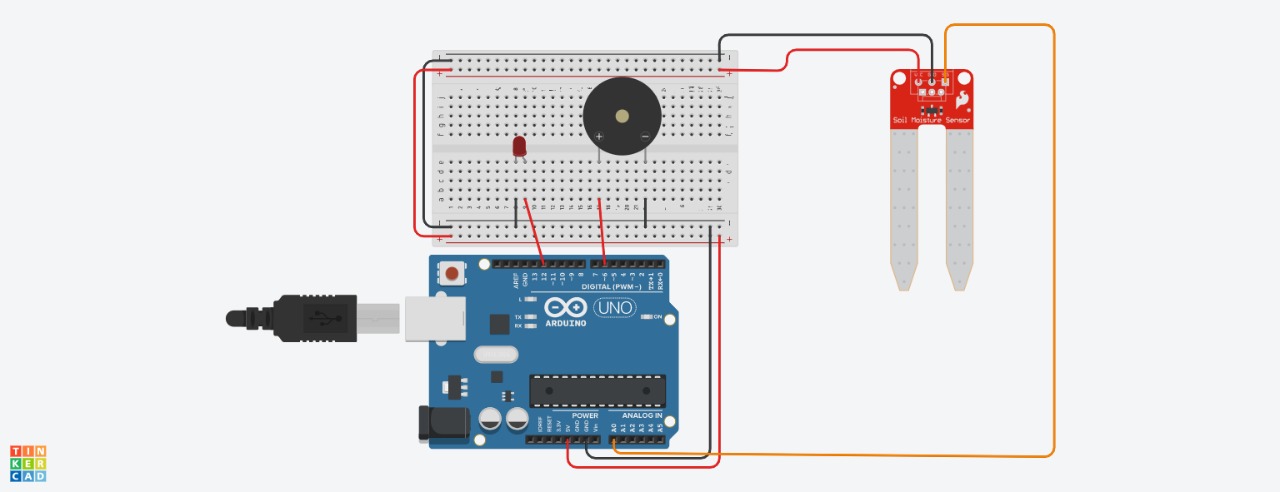 Soil Moisture Sensor
AREF
GND
13
12
~11
~10
~9
8
7
~6
~5
4
~3
2
TX→1
RX←0
DIGITAL (PWM~)
L
TX
RX
ARDUINO
UNO
ON
POWER
ANALOG IN
IOREF
RESET
3.3V
5V
GND
GND
Vin
A0
A1
A2
A3
A4
A5
TIN
KER
CAD